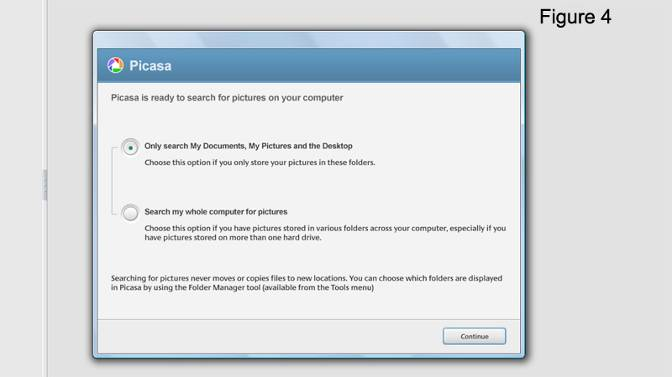 Figure 4
Picasa
Picasa is ready to search for pictures on your computer
Only search My Documents, My Pictures and the Desktop
Choose this option if you only store your pictures in these folders.
Search my whole computer for pictures
Choose this option if you have pictures stored in various folders across your computer, especially if you
have pictures stored on more than one hard drive.
Searching for pictures never moves or copies files to new locations. You can choose which folders are displayed
in Picasa by using the Folder Manager tool (available from the Tools menu)
Continue